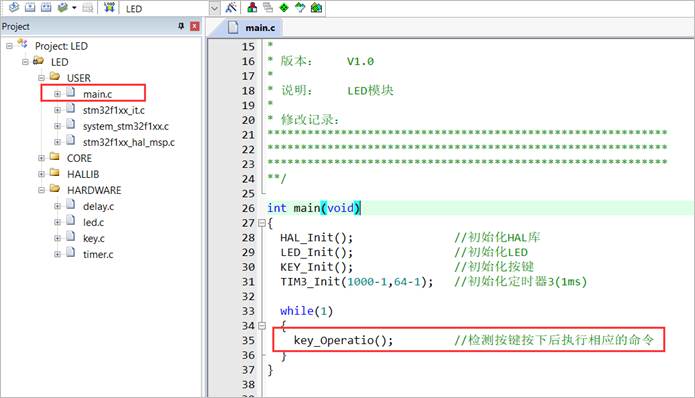 LED
Project
main.c
Project: LED
LED
USER
main.c
stm32f1xx_it.c
system_stm32f1xx.c
stm32f1xx_hal_msp.c
CORE
HALLIB
HARDWARE
delay.c
led.c
key.c
timer.c
15 *
16 * 版本: V1.0
17 *
18 * 说明: LED模块
19 *
20 * 修改记录:
21 *************************************************************
22 *************************************************************
23 *************************************************************
24 **/
25
26 int main(void)
27 {
28 HAL_Init(); //初始化HAL库
29 LED_Init(); //初始化LED
30 KEY_Init(); //初始化按键
31 TIM3_Init(1000-1,64-1); //初始化定时器3(1ms)
32
33 while(1)
34 {
35 key_Operatio(); //检测按键按下后执行相应的命令
36 }
37 }
38